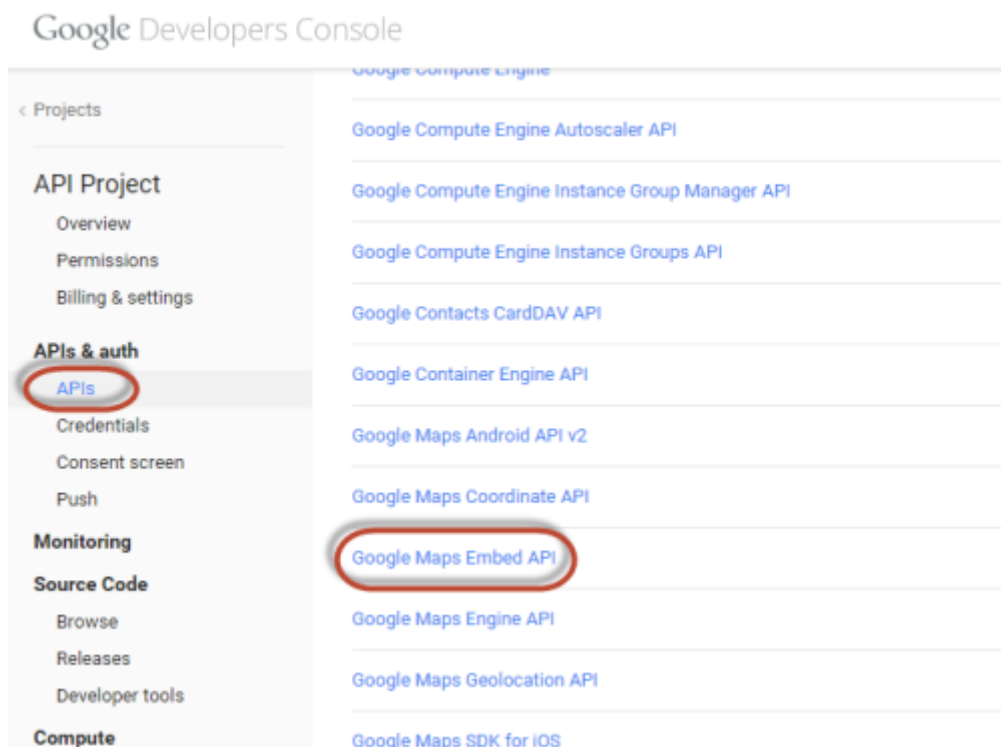 Google Developers Console
< Projects
API Project
Overview
Permissions
Billing & settings
APIs & auth
APIs
Credentials
Consent screen
Push
Monitoring
Source Code
Browse
Releases
Developer tools
Compute
Google Compute Engine
Google Compute Engine Autoscaler API
Google Compute Engine Instance Group Manager API
Google Compute Engine Instance Groups API
Google Contacts CardDAV API
Google Container Engine API
Google Maps Android API v2
Google Maps Coordinate API
Google Maps Embed API
Google Maps Engine API
Google Maps Geolocation API
Google Maps SDK for iOS